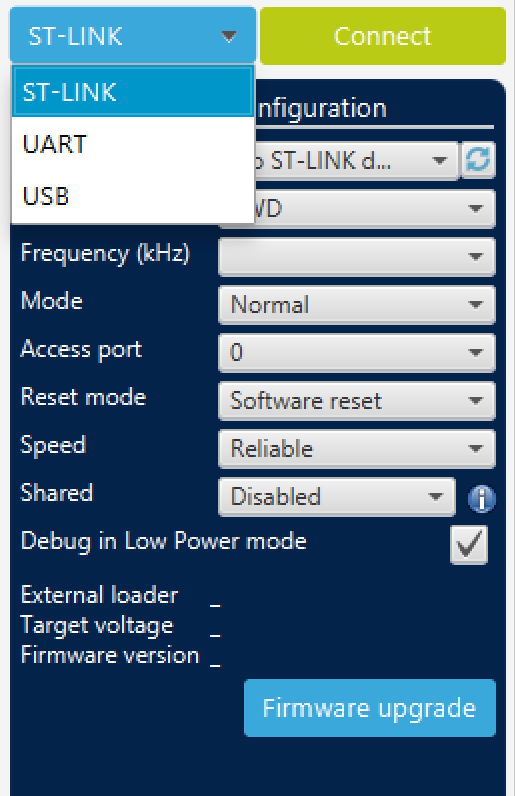 ST-LINK
Connect
ST-LINK
UART
USB
nfiguration
ST-LINK d...
Frequency (kHz)
Mode
Normal
Access port
0
Reset mode
Software reset
Speed
Reliable
Shared
Disabled
Debug in Low Power mode
External loader _
Target voltage _
Firmware version _
Firmware upgrade